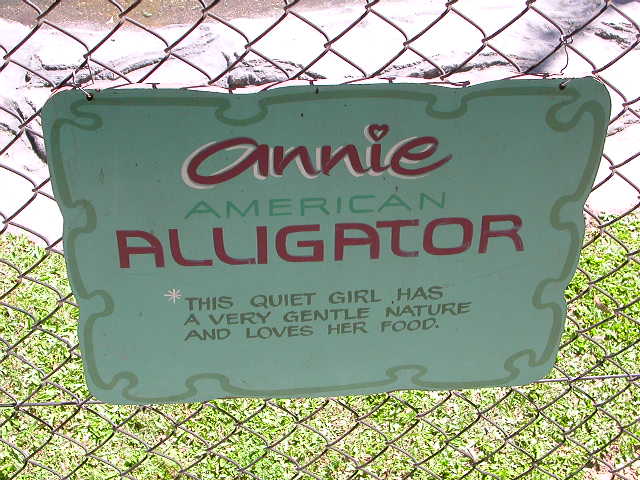 annie
AMERICAN
ALLIGATOR
*THIS QUIET GIRL HAS
A VERY GENTLE NATURE
AND LOVES HER FOOD.